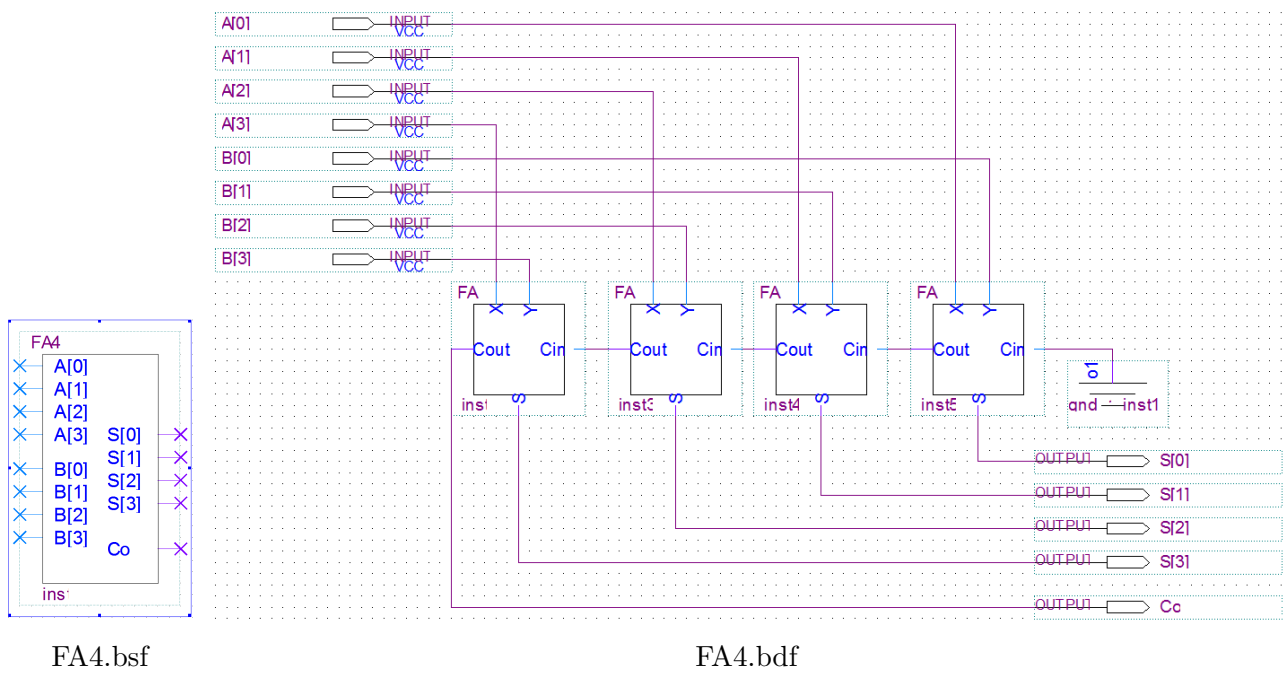 A[0] INPUT VCC
A[1] INPUT VCC
A[2] INPUT VCC
A[3] INPUT VCC
B[0] INPUT VCC
B[1] INPUT VCC
B[2] INPUT VCC
B[3] INPUT VCC
FA FA FA FA
X Y X Y X Y X Y
Cout Cin Cout Cin Cout Cin Cout Cin
S S S S
inst inst3 inst4 inst5
o1
gnd inst1
OUTPUT S[0]
OUTPUT S[1]
OUTPUT S[2]
OUTPUT S[3]
OUTPUT Co
FA4
A[0]
A[1]
A[2]
A[3] S[0]
S[1]
B[0] S[2]
B[1] S[3]
B[2]
B[3] Co
ins
FA4.bsf FA4.bdf